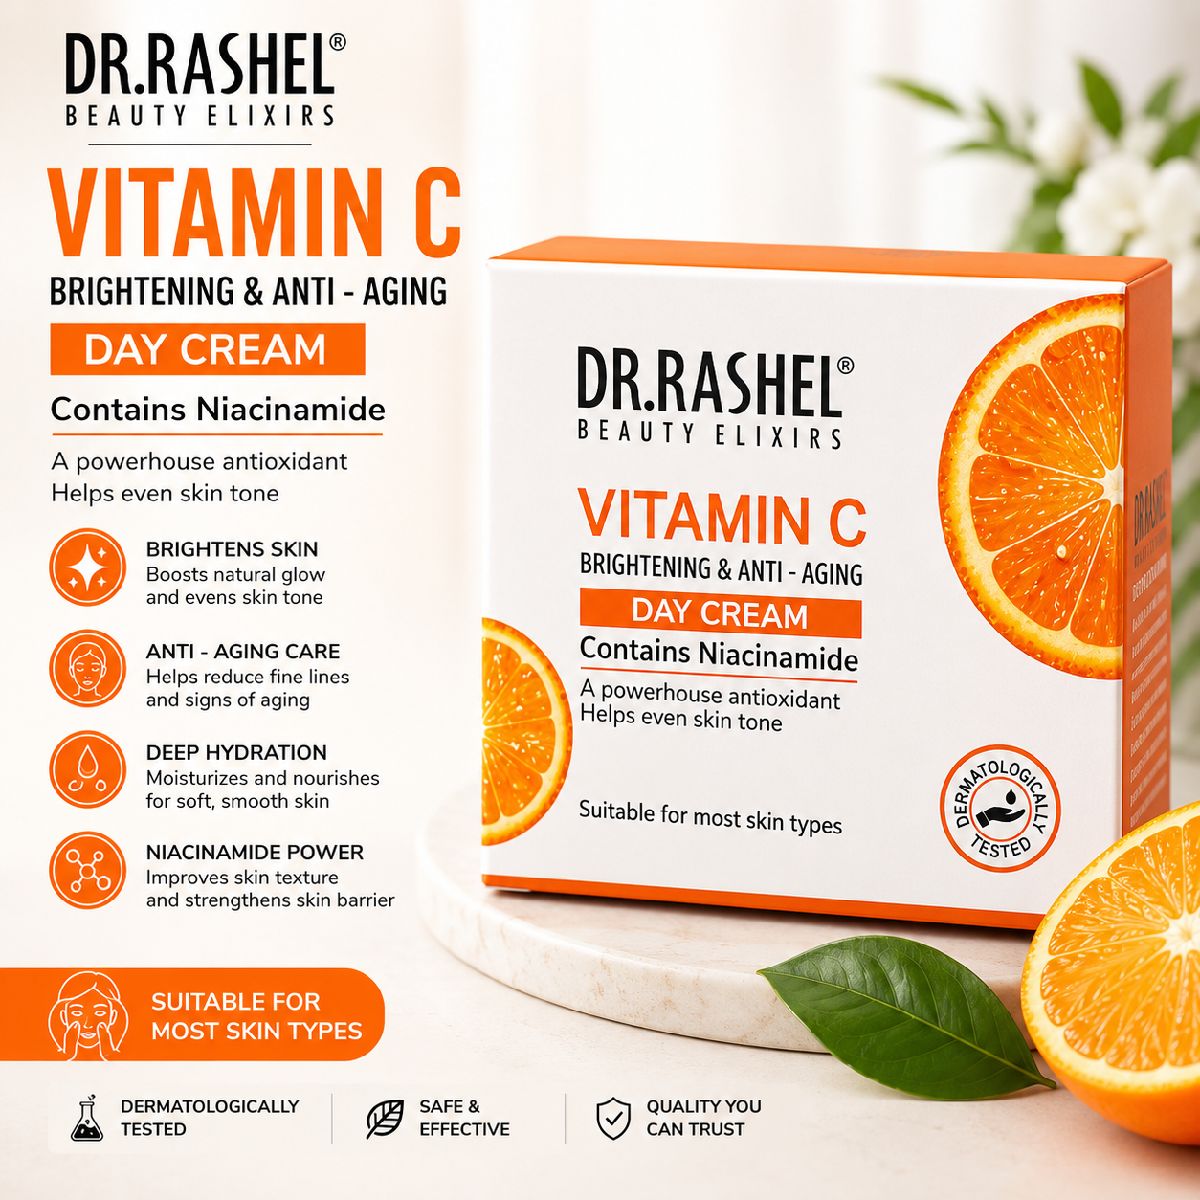 DR.RASHEL®
BEAUTY ELIXIRS
VITAMIN C
BRIGHTENING & ANTI - AGING
DAY CREAM
Contains Niacinamide
A powerhouse antioxidant
Helps even skin tone
BRIGHTENS SKIN
Boosts natural glow
and evens skin tone
ANTI - AGING CARE
Helps reduce fine lines
and signs of aging
DEEP HYDRATION
Moisturizes and nourishes
for soft, smooth skin
NIACINAMIDE POWER
Improves skin texture
and strengthens skin barrier
SUITABLE FOR
MOST SKIN TYPES
DERMATOLOGICALLY
TESTED
SAFE &
EFFECTIVE
QUALITY YOU
CAN TRUST
DR.RASHEL®
BEAUTY ELIXIRS
VITAMIN C
BRIGHTENING & ANTI - AGING
DAY CREAM
Contains Niacinamide
A powerhouse antioxidant
Helps even skin tone
Suitable for most skin types
DERMATOLOGICALLY
TESTED
DR.RASHEL